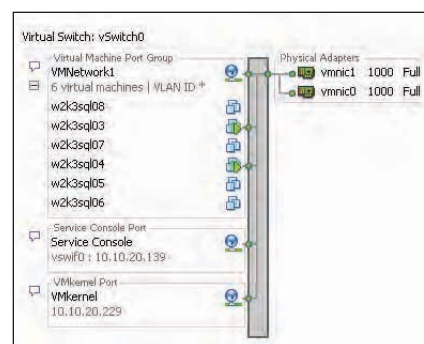 Virtual Switch: vSwitch0
Virtual Machine Port Group
VMNetwork1
6 virtual machines | VLAN ID *
w2k3sql08
w2k3sql03
w2k3sql07
w2k3sql04
w2k3sql05
w2k3sql06
Service Console Port
Service Console
vswif0 : 10.10.20.139
VMkernel Port
VMkernel
10.10.20.229
Physical Adapters
vmnic1 1000 Full
vmnic0 1000 Full